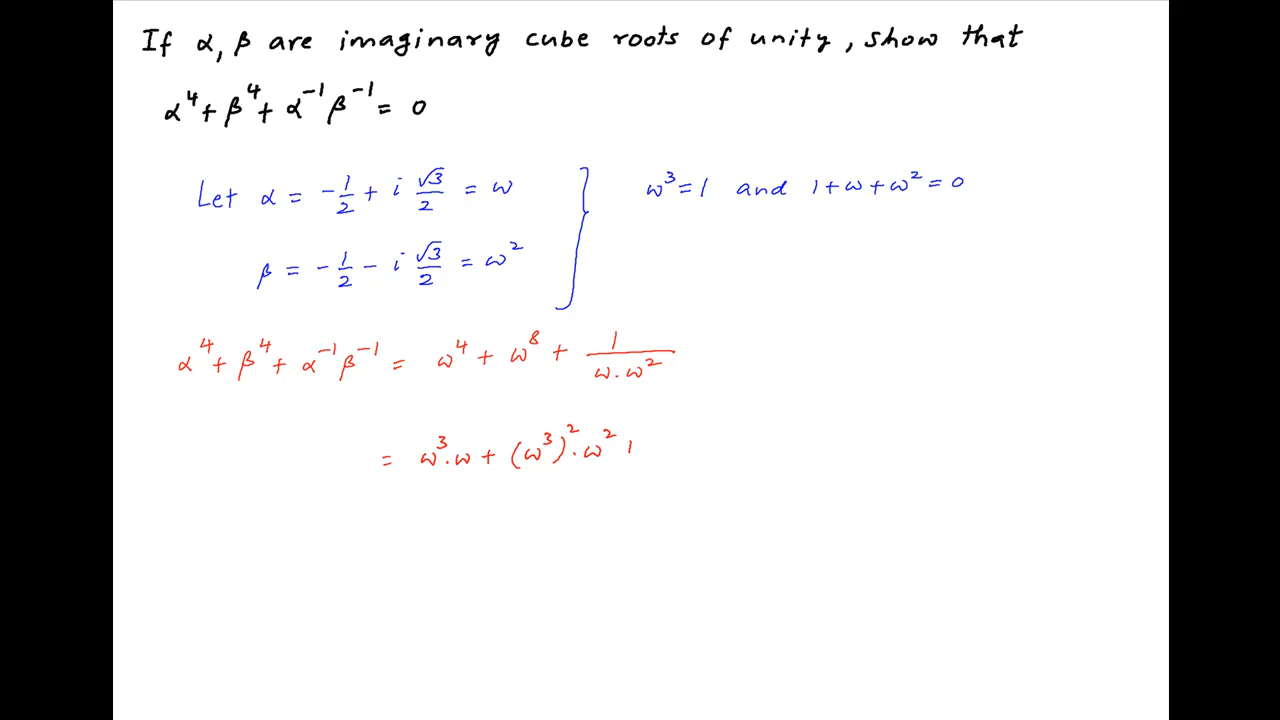 If α, β are imaginary cube roots of unity, show that
α⁴ + β⁴ + α⁻¹ β⁻¹ = 0
Let α = -1/2 + i √3/2 = ω } ω³ = 1 and 1 + ω + ω² = 0
β = -1/2 - i √3/2 = ω²
α⁴ + β⁴ + α⁻¹ β⁻¹ = ω⁴ + ω⁸ + 1/(ω.ω²)
= ω³.ω + (ω³)².ω²